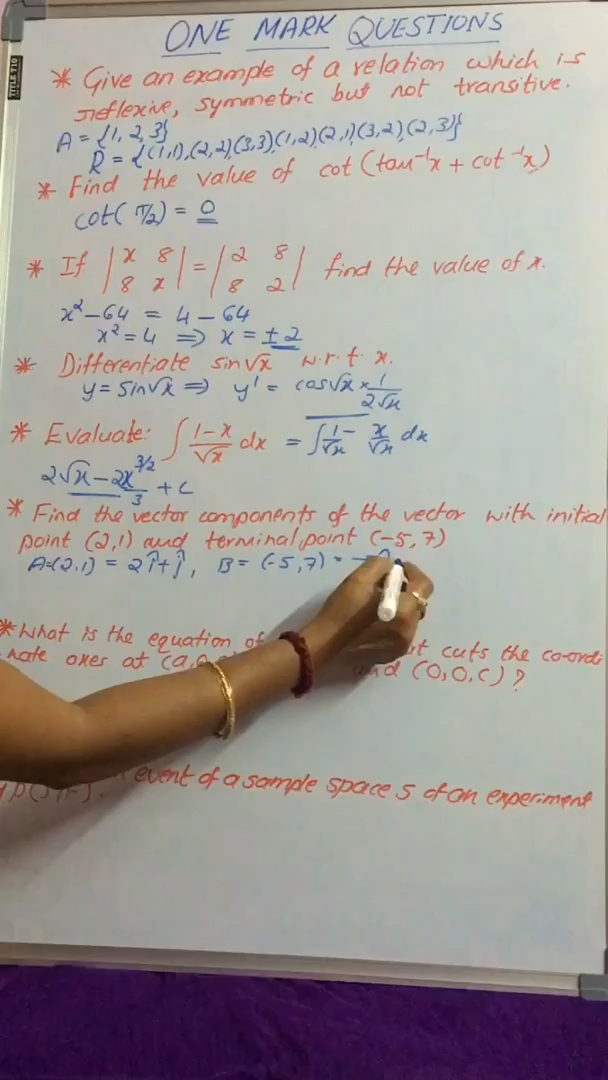 ONE MARK QUESTIONS
* Give an example of a relation which is
reflexive, symmetric but not transitive.
A = {1, 2, 3}
R = {(1,1),(2,2)(3,3)(1,2)(2,1)(3,2)(2,3)}
* Find the value of cot(tan⁻¹x + cot⁻¹x)
cot(π/2) = 0
* If |x 8; 8 x| = |2 8; 8 2| find the value of x.
x²-64 = 4-64
x² = 4 ⇒ x = ±2
* Differentiate sin√x w.r.t. x.
y = sin√x ⇒ y' = cos√x × 1/2√x
* Evaluate: ∫ 1-x/√x dx = ∫ 1/√x - x/√x dx
2√x - 2x^3/2/3 + c
* Find the vector components of the vector with initial
point (2,1) and terminal point (-5,7)
A=(2,1) = 2î+ĵ, B = (-5,7) = -
* What is the equation of cuts the co-ordi
nate axes at (a, and (0,0,c)?
event of a sample space S of an experiment
TITLE 710